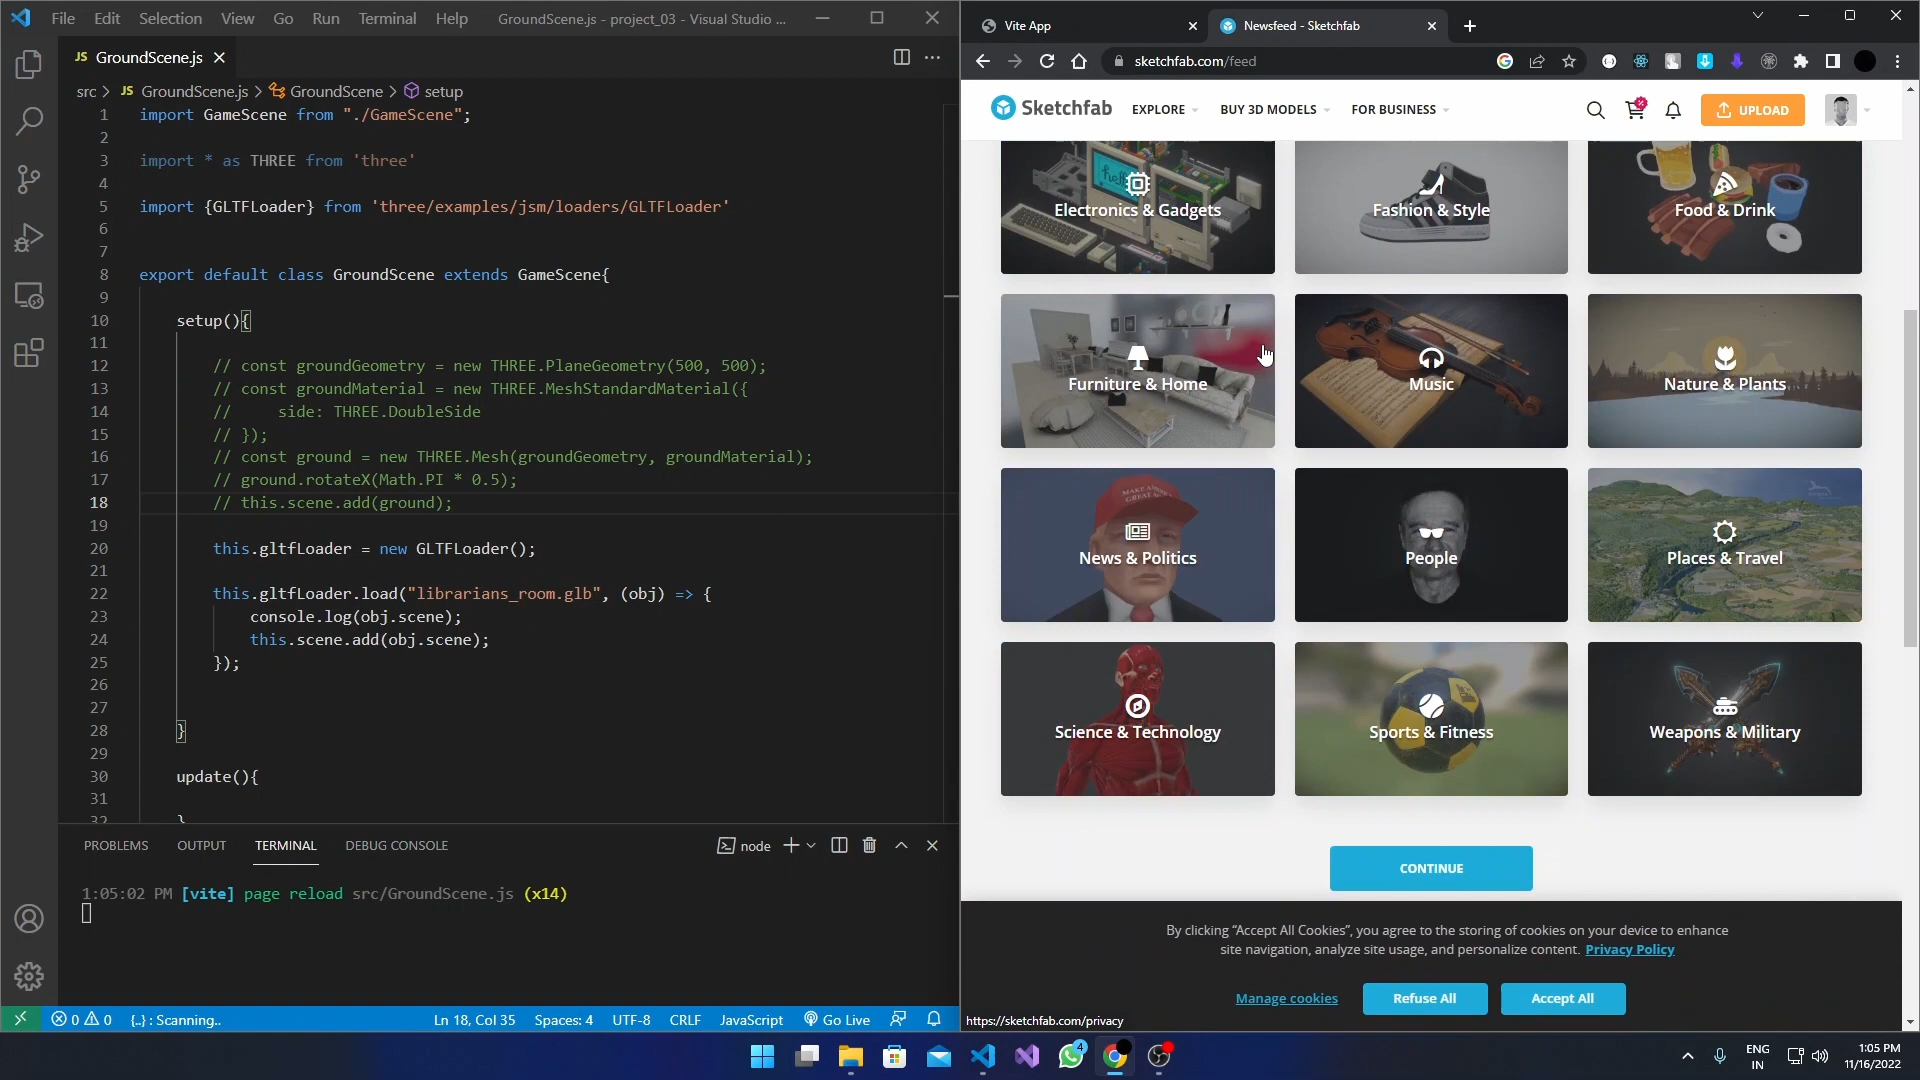 File Edit Selection View Go Run Terminal Help GroundScene.js - project_03 - Visual Studio ...
JS GroundScene.js
src > JS GroundScene.js > GroundScene > setup
1 import GameScene from "./GameScene";
2
3 import * as THREE from 'three'
4
5 import {GLTFLoader} from 'three/examples/jsm/loaders/GLTFLoader'
6
7
8 export default class GroundScene extends GameScene{
9
10 setup(){
11
12 // const groundGeometry = new THREE.PlaneGeometry(500, 500);
13 // const groundMaterial = new THREE.MeshStandardMaterial({
14 // side: THREE.DoubleSide
15 // });
16 // const ground = new THREE.Mesh(groundGeometry, groundMaterial);
17 // ground.rotateX(Math.PI * 0.5);
18 // this.scene.add(ground);
19
20 this.gltfLoader = new GLTFLoader();
21
22 this.gltfLoader.load("librarians_room.glb", (obj) => {
23 console.log(obj.scene);
24 this.scene.add(obj.scene);
25 });
26
27
28 }
29
30 update(){
31
32 }
PROBLEMS OUTPUT TERMINAL DEBUG CONSOLE node
1:05:02 PM [vite] page reload src/GroundScene.js (x14)
0 0 {..} : Scanning.. Ln 18, Col 35 Spaces: 4 UTF-8 CRLF JavaScript Go Live
Vite App
Newsfeed - Sketchfab
sketchfab.com/feed
Sketchfab EXPLORE BUY 3D MODELS FOR BUSINESS UPLOAD
hello
Electronics & Gadgets
Fashion & Style
Food & Drink
Furniture & Home
Music
Nature & Plants
MAKE AMERICA
News & Politics
People
Places & Travel
Science & Technology
Sports & Fitness
Weapons & Military
CONTINUE
By clicking “Accept All Cookies”, you agree to the storing of cookies on your device to enhance
site navigation, analyze site usage, and personalize content. Privacy Policy
Manage cookies Refuse All Accept All
https://sketchfab.com/privacy
4
ENG
IN
1:05 PM
11/16/2022